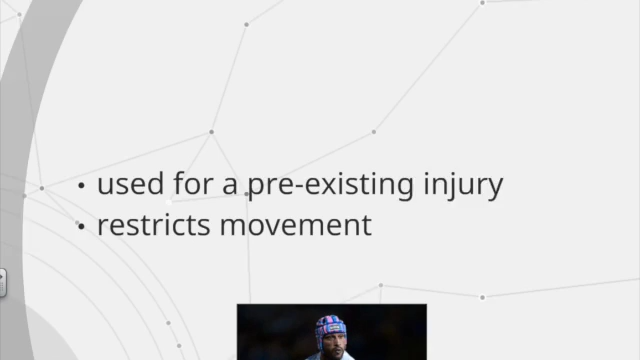 • used for a pre-existing injury
• restricts movement